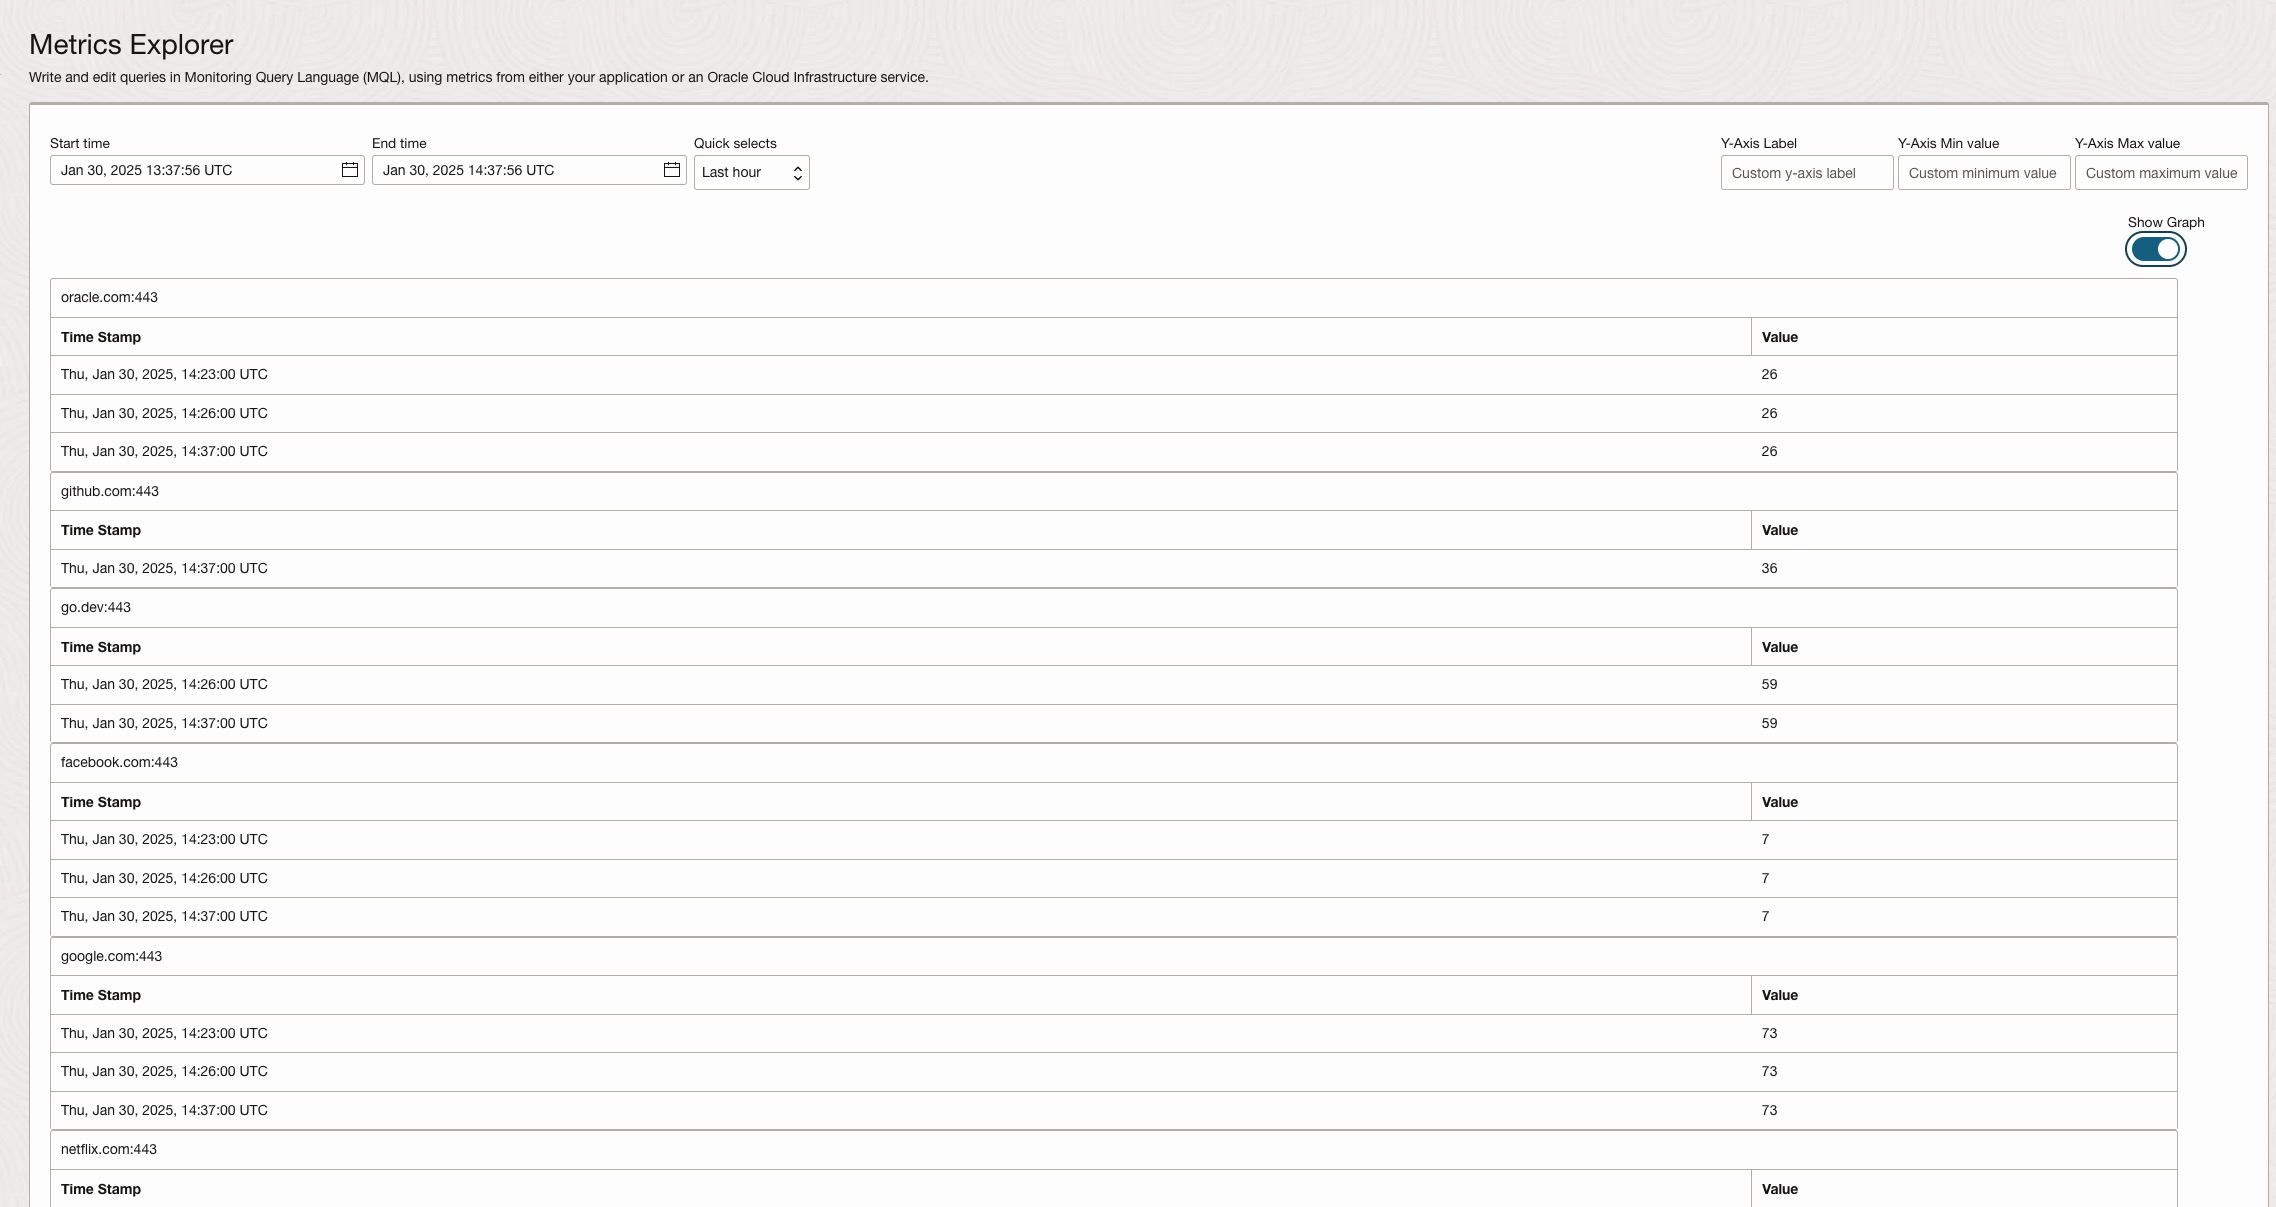 Metrics Explorer
Write and edit queries in Monitoring Query Language (MQL), using metrics from either your application or an Oracle Cloud Infrastructure service.
Start time End time Quick selects Y-Axis Label Y-Axis Min value Y-Axis Max value
Jan 30, 2025 13:37:56 UTC Jan 30, 2025 14:37:56 UTC Last hour Custom y-axis label Custom minimum value Custom maximum value
Show Graph
oracle.com:443
Time Stamp Value
Thu, Jan 30, 2025, 14:23:00 UTC 26
Thu, Jan 30, 2025, 14:26:00 UTC 26
Thu, Jan 30, 2025, 14:37:00 UTC 26
github.com:443
Time Stamp Value
Thu, Jan 30, 2025, 14:37:00 UTC 36
go.dev:443
Time Stamp Value
Thu, Jan 30, 2025, 14:26:00 UTC 59
Thu, Jan 30, 2025, 14:37:00 UTC 59
facebook.com:443
Time Stamp Value
Thu, Jan 30, 2025, 14:23:00 UTC 7
Thu, Jan 30, 2025, 14:26:00 UTC 7
Thu, Jan 30, 2025, 14:37:00 UTC 7
google.com:443
Time Stamp Value
Thu, Jan 30, 2025, 14:23:00 UTC 73
Thu, Jan 30, 2025, 14:26:00 UTC 73
Thu, Jan 30, 2025, 14:37:00 UTC 73
netflix.com:443
Time Stamp Value